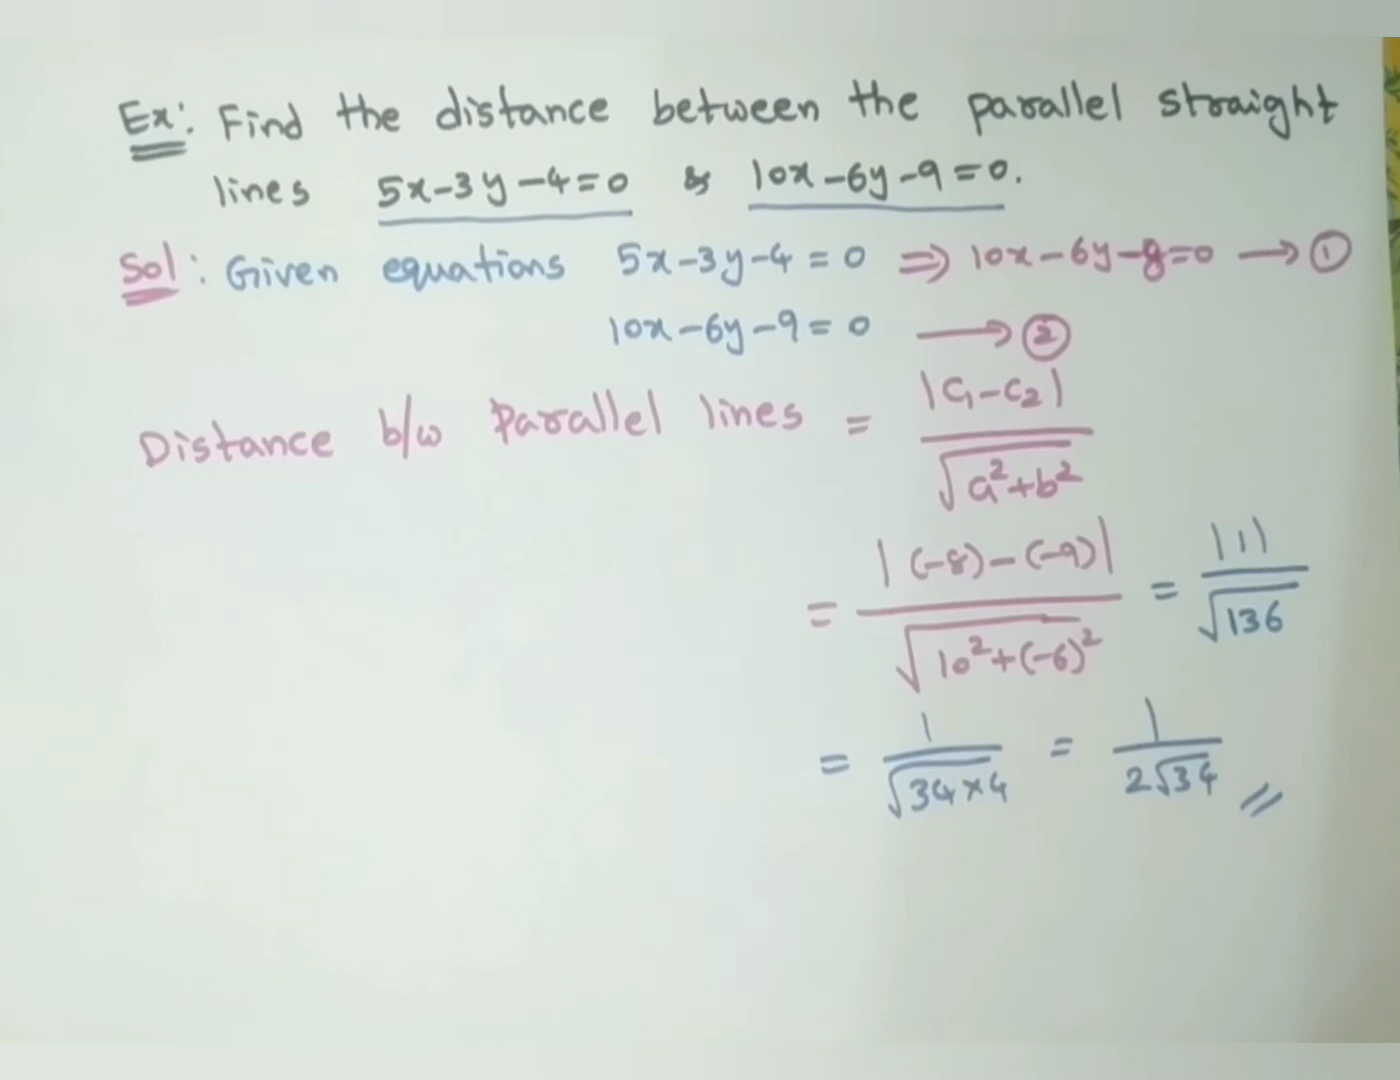 Ex: Find the distance between the parallel straight
lines 5x-3y-4=0 & 10x-6y-9=0.
Sol: Given equations 5x-3y-4=0 ⇒ 10x-6y-8=0 → ①
10x-6y-9=0 → ②
Distance b/w parallel lines = |c₁-c₂| / √(a²+b²)
= |(-8)-(-9)| / √(10²+(-6)²) = |1| / √136
= 1 / √(34×4) = 1 / 2√34 //